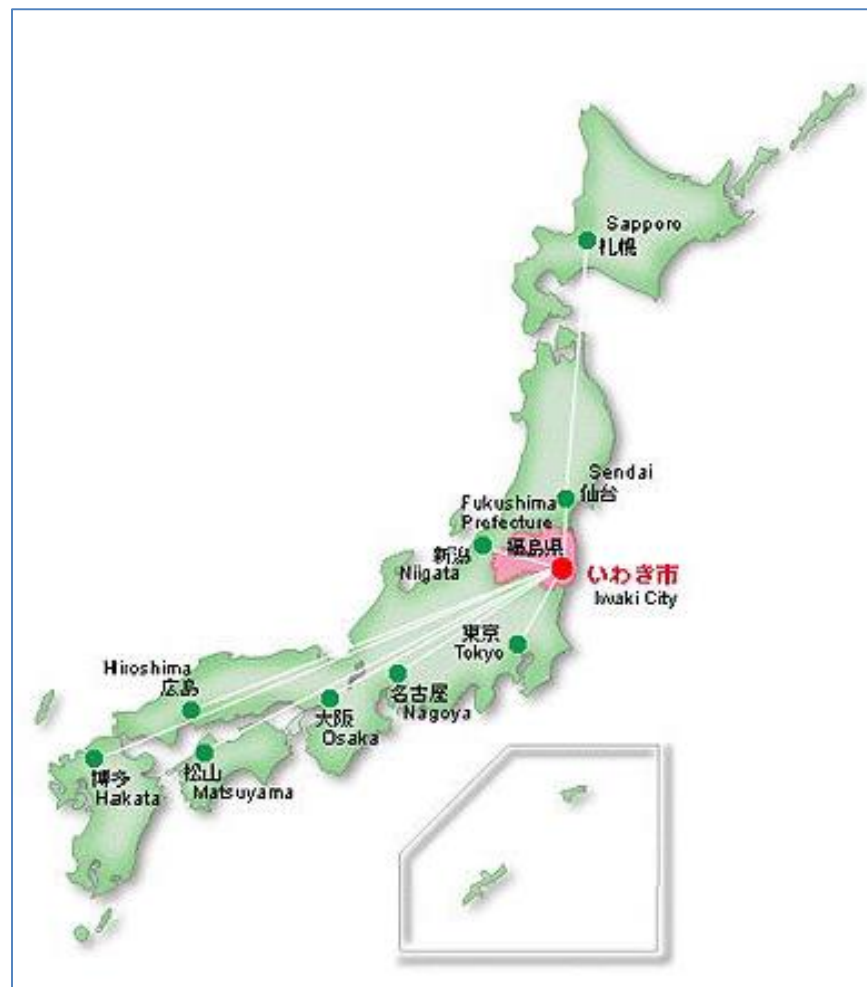 Sapporo
札幌
Sendai
仙台
Fukushima
Prefecture
福島県
新潟
Niigata
いわき市
Iwaki City
東京
Tokyo
Hiroshima
広島
名古屋
Nagoya
大阪
Osaka
博多
Hakata
松山
Matsuyama